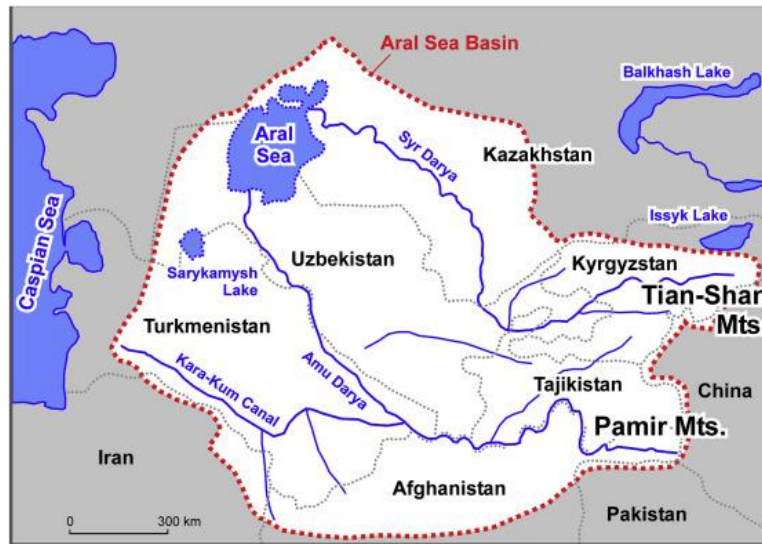 Aral Sea Basin
Balkhash Lake
Aral
Sea
Syr Darya
Kazakhstan
Caspian Sea
Issyk Lake
Uzbekistan
Kyrgyzstan
Sarykamysh
Lake
Tian-Shan
Mts.
Turkmenistan
Kara-Kum Canal
Amu Darya
Tajikistan
China
Pamir Mts.
Iran
Afghanistan
Pakistan
0
300 km